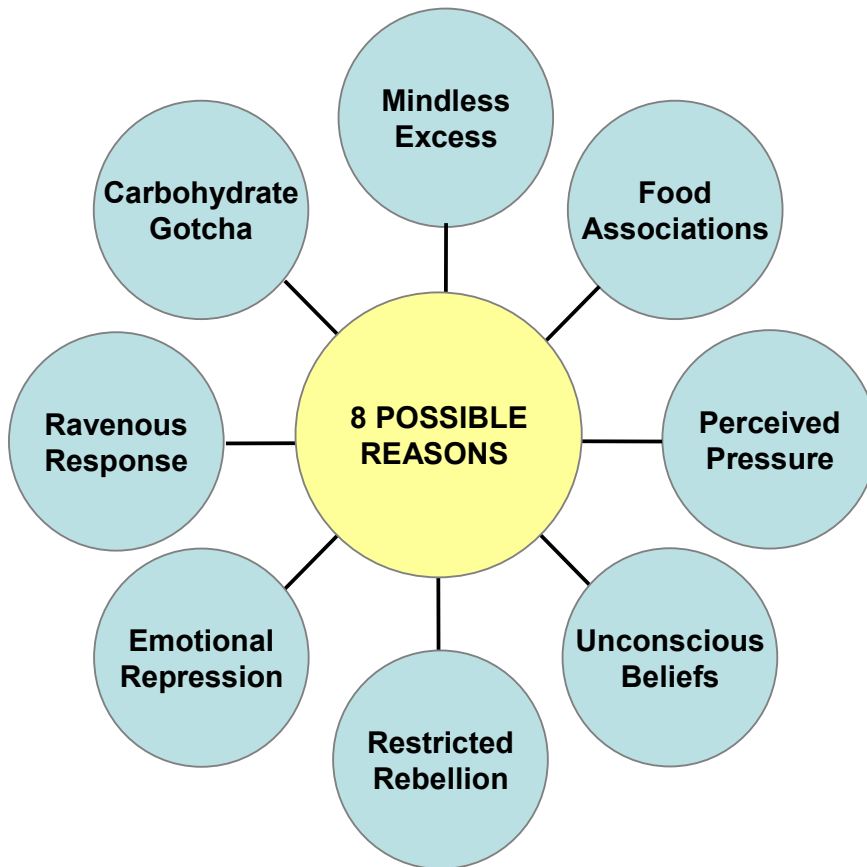 Mindless
Excess
Food
Associations
Perceived
Pressure
Unconscious
Beliefs
Restricted
Rebellion
Emotional
Repression
Ravenous
Response
Carbohydrate
Gotcha
8 POSSIBLE
REASONS